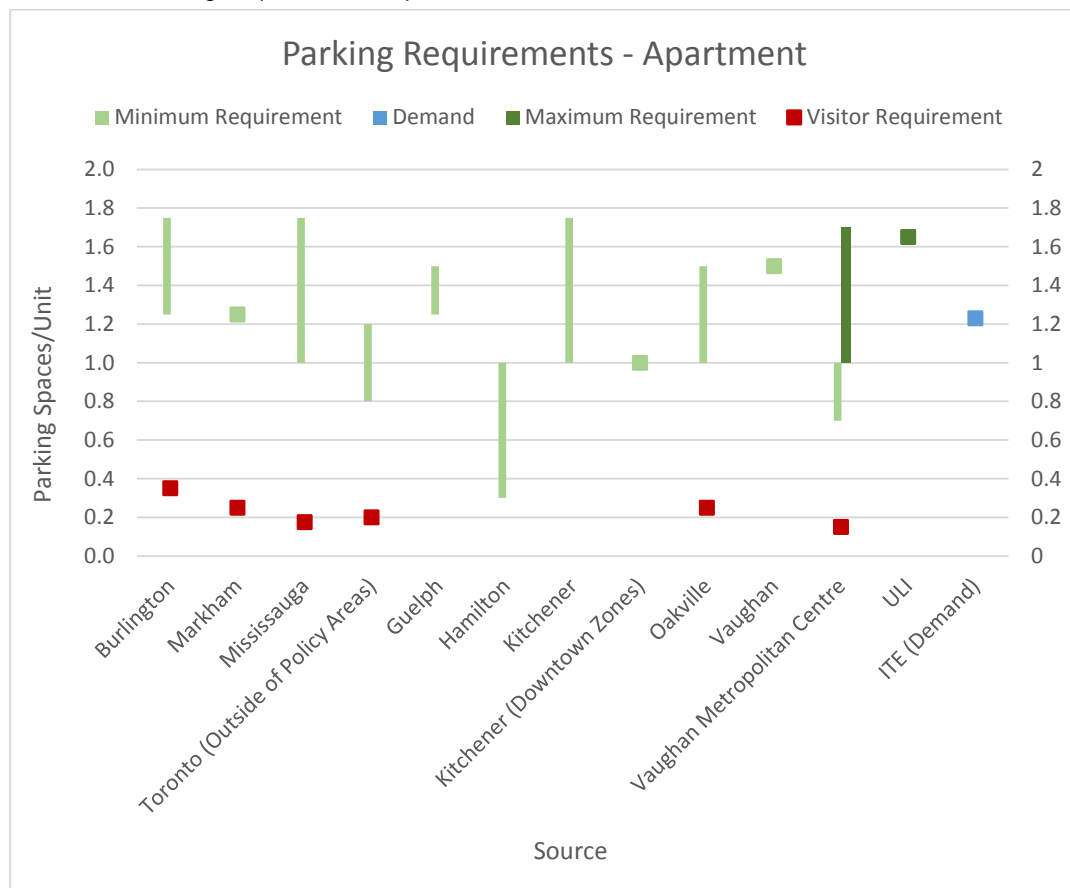 Parking Requirements - Apartment
Minimum Requirement Demand Maximum Requirement Visitor Requirement
2.0 2
1.8 1.8
1.6 1.6
1.4 1.4
1.2 1.2
1.0 1
0.8 0.8
0.6 0.6
0.4 0.4
0.2 0.2
0.0 0
Parking Spaces/Unit
Burlington
Markham
Mississauga
Toronto (Outside of Policy Areas)
Guelph
Hamilton
Kitchener
Kitchener (Downtown Zones)
Oakville
Vaughan
Vaughan Metropolitan Centre
ULI
ITE (Demand)
Source